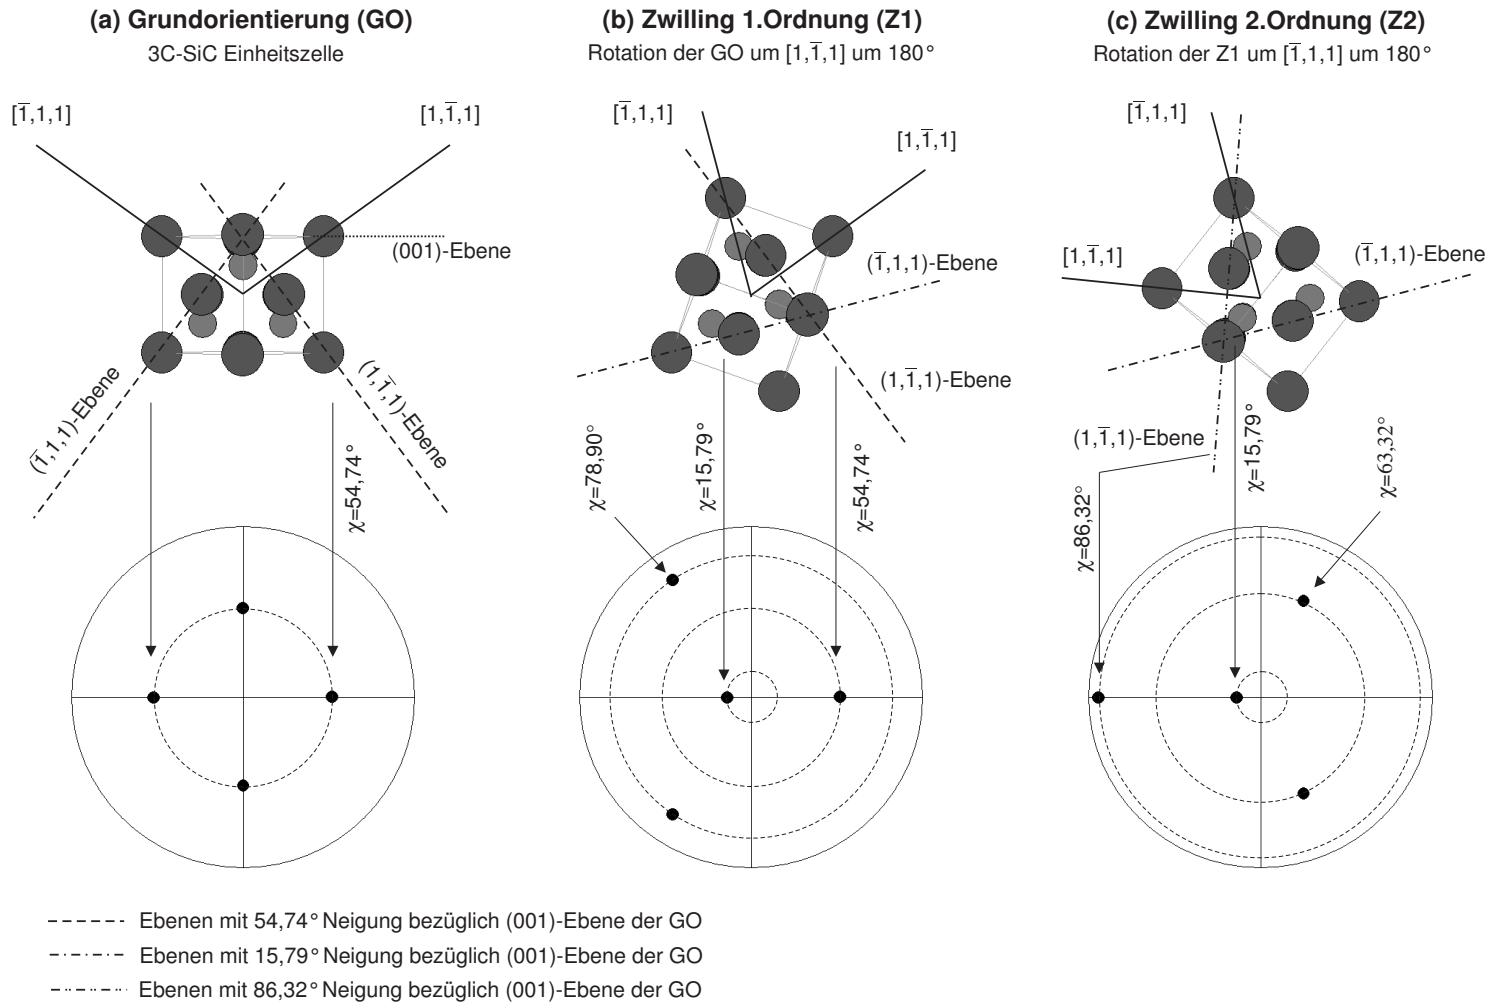 (a) Grundorientierung (GO)
3C-SiC Einheitszelle
[1̅,1,1]
[1,1̅,1]
(001)-Ebene
(1̅,1,1)-Ebene
(1,1̅,1)-Ebene
χ=54,74°
(b) Zwilling 1.Ordnung (Z1)
Rotation der GO um [1,1̅,1] um 180°
[1̅,1,1]
[1,1̅,1]
(1̅,1,1)-Ebene
(1,1̅,1)-Ebene
χ=78,90°
χ=15,79°
χ=54,74°
(c) Zwilling 2.Ordnung (Z2)
Rotation der Z1 um [1̅,1,1] um 180°
[1̅,1,1]
[1,1̅,1]
(1̅,1,1)-Ebene
(1,1̅,1)-Ebene
χ=86,32°
χ=15,79°
χ=63,32°
Ebenen mit 54,74° Neigung bezüglich (001)-Ebene der GO
Ebenen mit 15,79° Neigung bezüglich (001)-Ebene der GO
Ebenen mit 86,32° Neigung bezüglich (001)-Ebene der GO